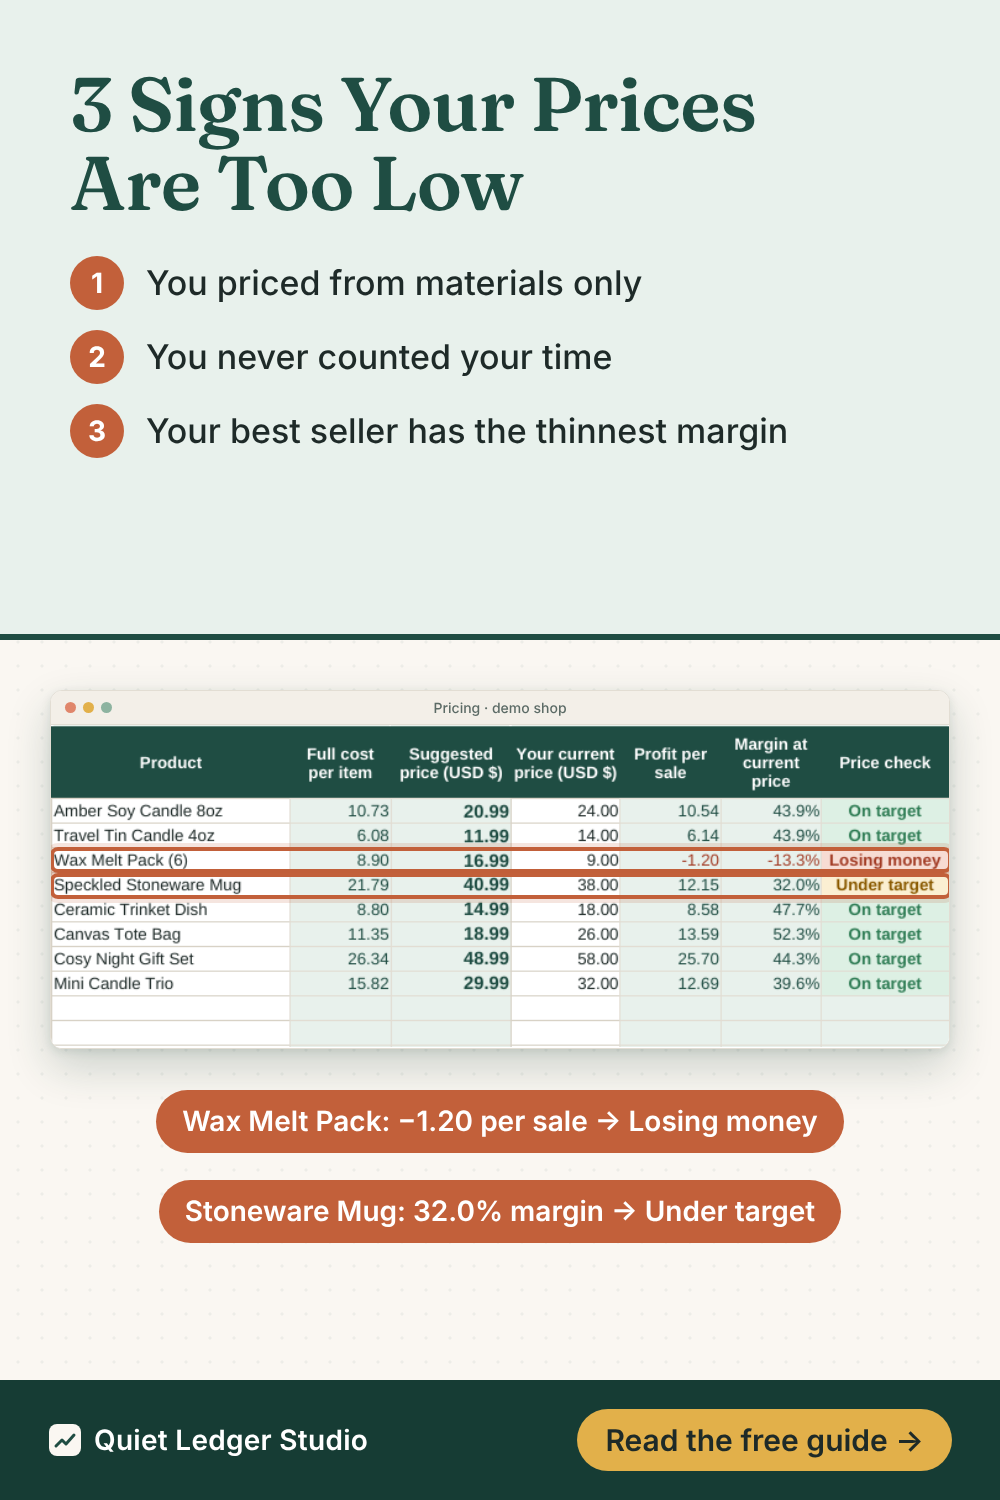 3 Signs Your Prices
Are Too Low
1 You priced from materials only
2 You never counted your time
3 Your best seller has the thinnest margin
Pricing · demo shop
Product Full cost per item Suggested price (USD $) Your current price (USD $) Profit per sale Margin at current price Price check
Amber Soy Candle 8oz 10.73 20.99 24.00 10.54 43.9% On target
Travel Tin Candle 4oz 6.08 11.99 14.00 6.14 43.9% On target
Wax Melt Pack (6) 8.90 16.99 9.00 -1.20 -13.3% Losing money
Speckled Stoneware Mug 21.79 40.99 38.00 12.15 32.0% Under target
Ceramic Trinket Dish 8.80 14.99 18.00 8.58 47.7% On target
Canvas Tote Bag 11.35 18.99 26.00 13.59 52.3% On target
Cosy Night Gift Set 26.34 48.99 58.00 25.70 44.3% On target
Mini Candle Trio 15.82 29.99 32.00 12.69 39.6% On target
Wax Melt Pack: −1.20 per sale → Losing money
Stoneware Mug: 32.0% margin → Under target
Quiet Ledger Studio
Read the free guide →